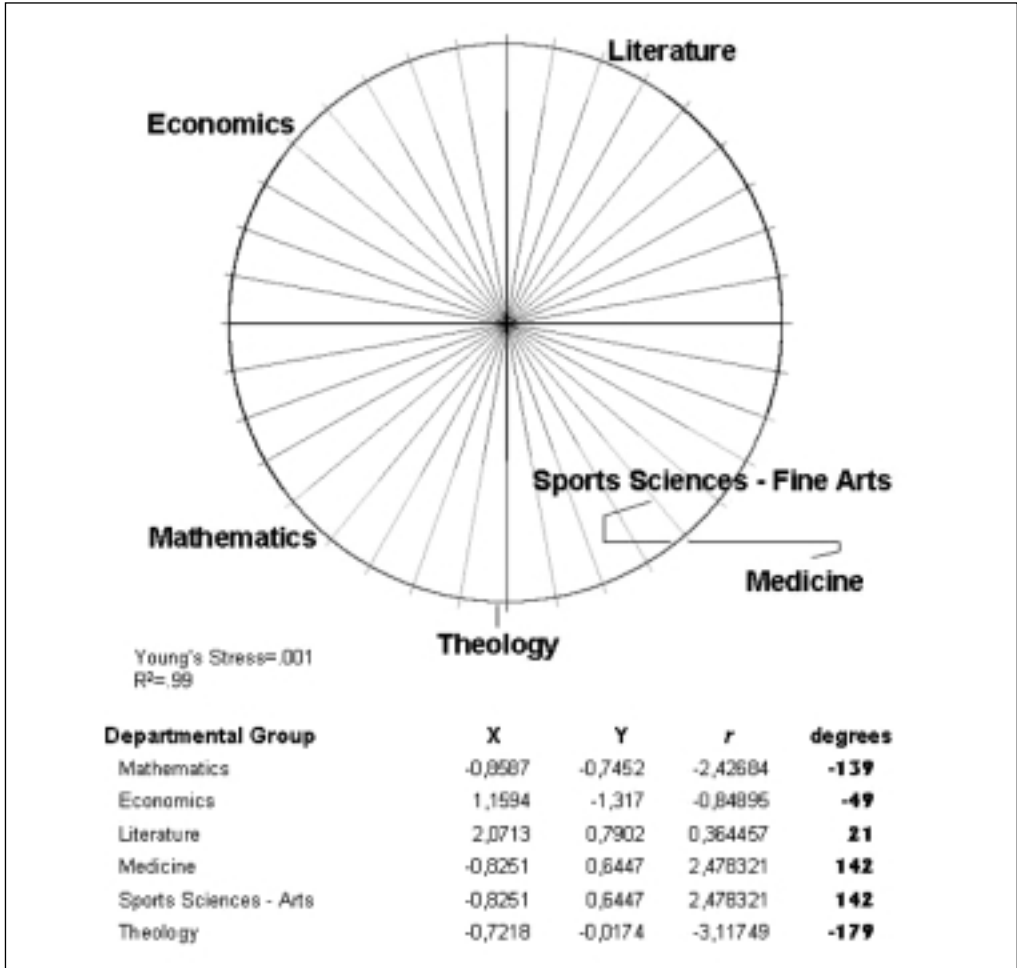 Literature
Economics
Sports Sciences - Fine Arts
Mathematics
Medicine
Theology
Young's Stress=.001
R²=.99
Departmental Group X Y r degrees
Mathematics -0,8587 -0,7452 -2,42684 -139
Economics 1,1594 -1,317 -0,84895 -49
Literature 2,0713 0,7902 0,364457 21
Medicine -0,8251 0,6447 2,478321 142
Sports Sciences - Arts -0,8251 0,6447 2,478321 142
Theology -0,7218 -0,0174 -3,11749 -179